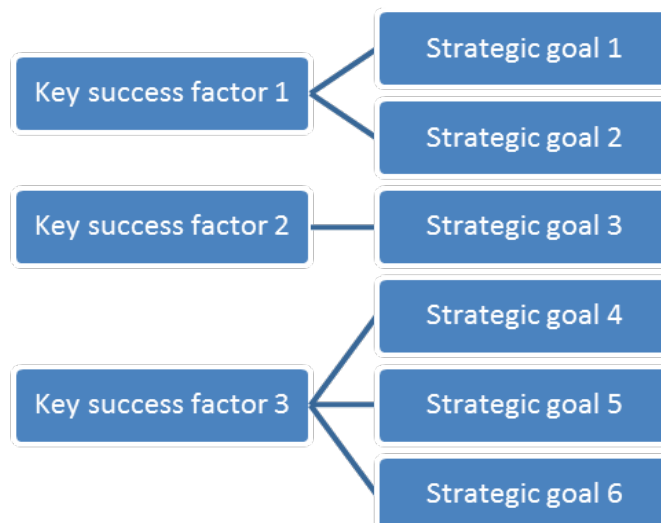 Key success factor 1
Strategic goal 1
Strategic goal 2
Key success factor 2
Strategic goal 3
Key success factor 3
Strategic goal 4
Strategic goal 5
Strategic goal 6